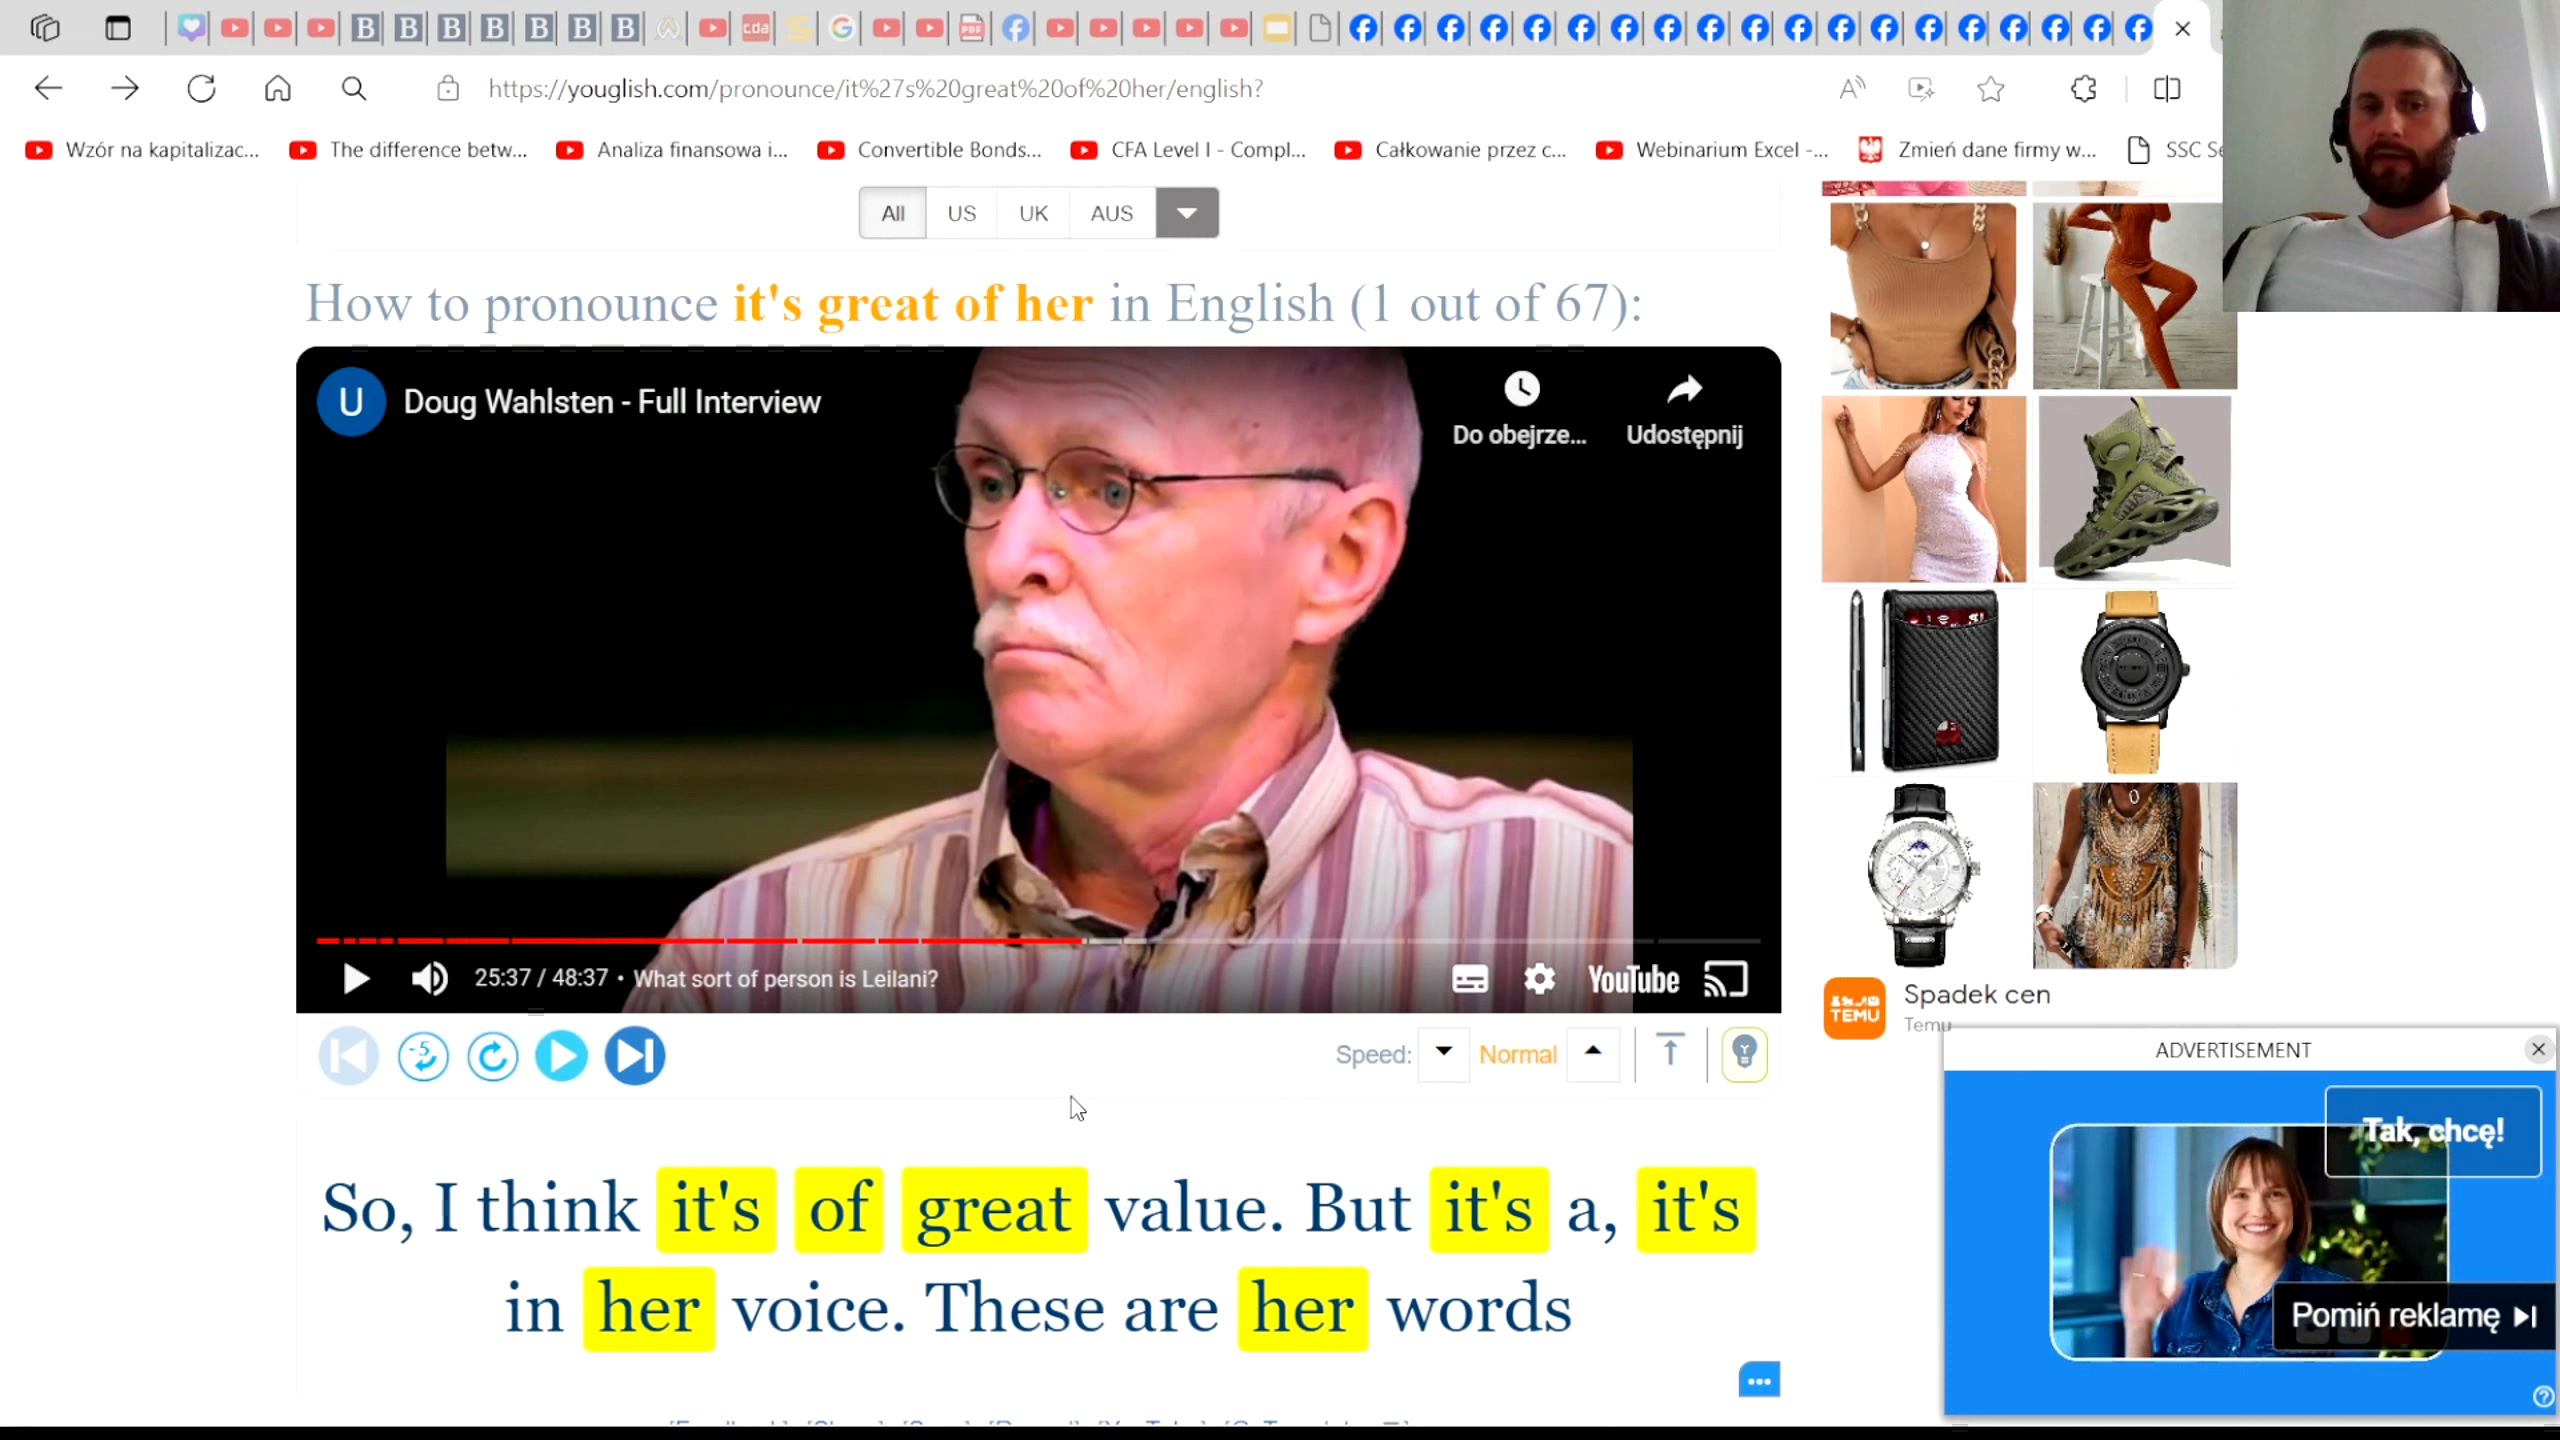 https://youglish.com/pronounce/it%27s%20great%20of%20her/english?
Wzór na kapitalizac... The difference betw... Analiza finansowa i... Convertible Bonds... CFA Level I - Compl... Całkowanie przez c... Webinarium Excel -... Zmień dane firmy w... SSC
All US UK AUS
How to pronounce it's great of her in English (1 out of 67):
U Doug Wahlsten - Full Interview
Do obejrze... Udostępnij
25:37 / 48:37 • What sort of person is Leilani? YouTube
-5 Speed: Normal
So, I think it's of great value. But it's a, it's
in her voice. These are her words
TEMU
Spadek cen
Temu
ADVERTISEMENT
Tak, chcę!
Pomiń reklamę